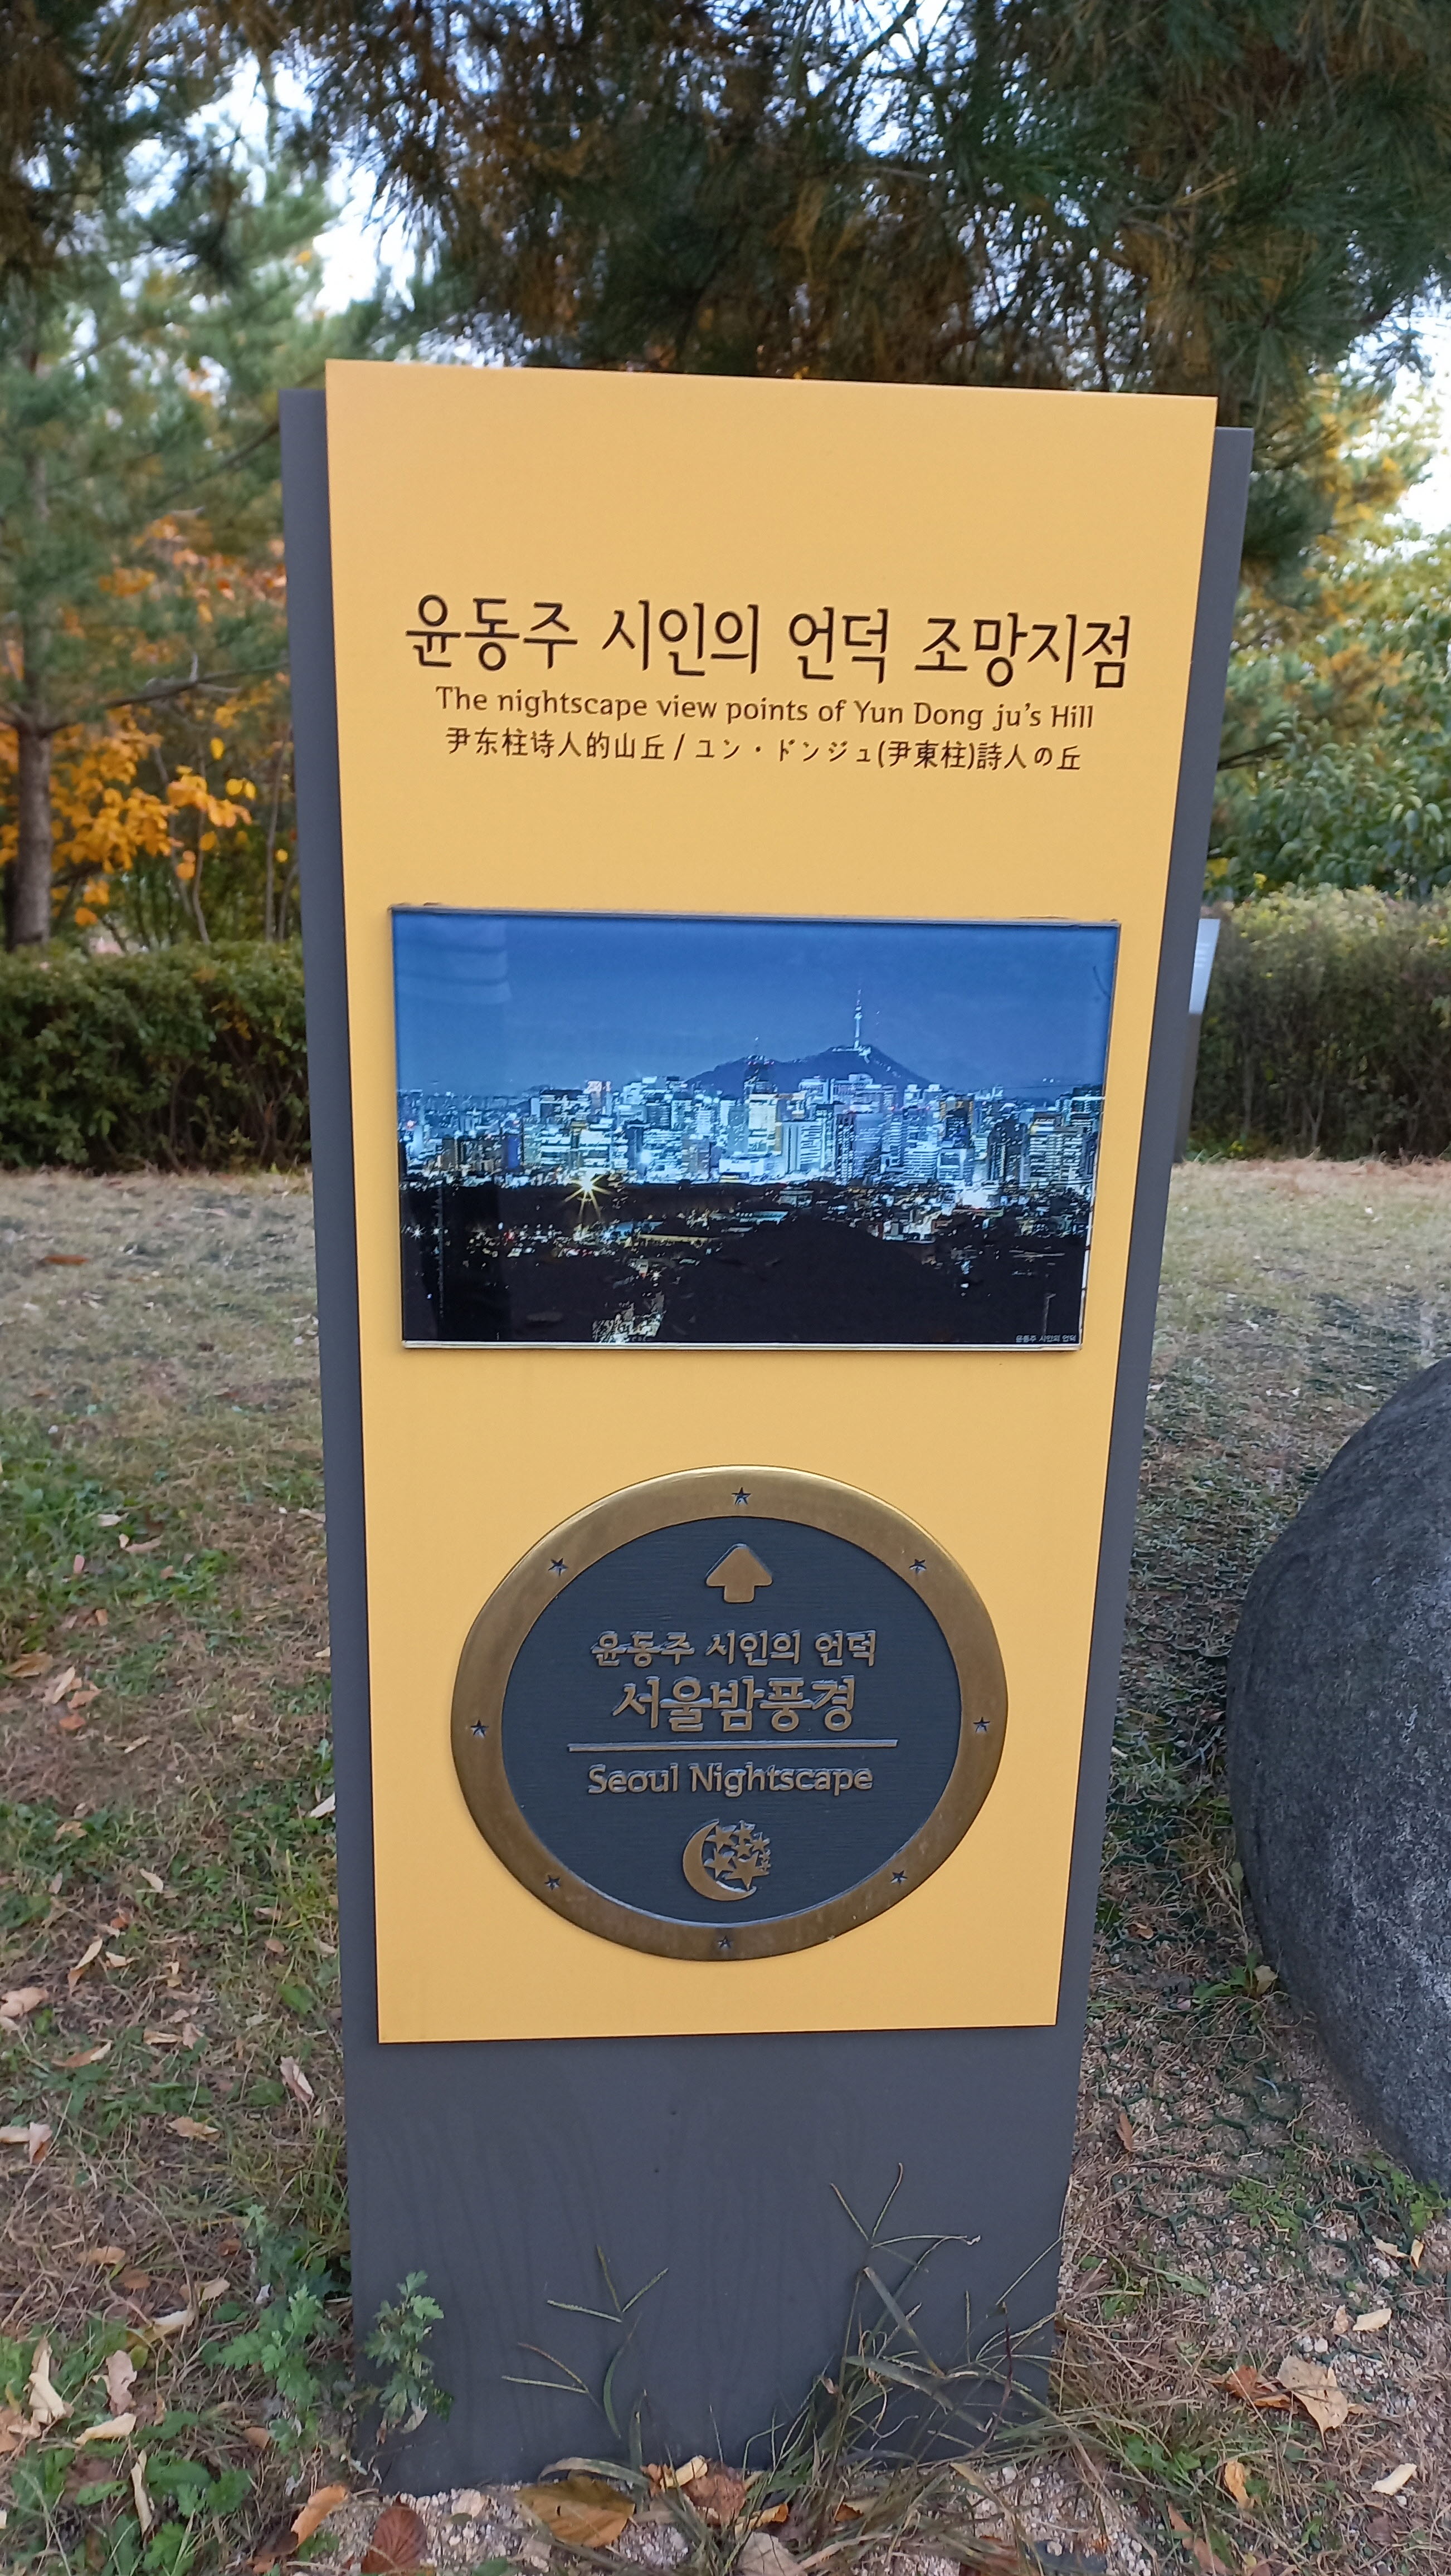 윤동주 시인의 언덕 조망지점
The nightscape view points of Yun Dong ju's Hill
尹东柱诗人的山丘 / ユン・ドンジュ(尹東柱)詩人の丘
윤동주 시인의 언덕
윤동주 시인의 언덕
서울밤풍경
Seoul Nightscape